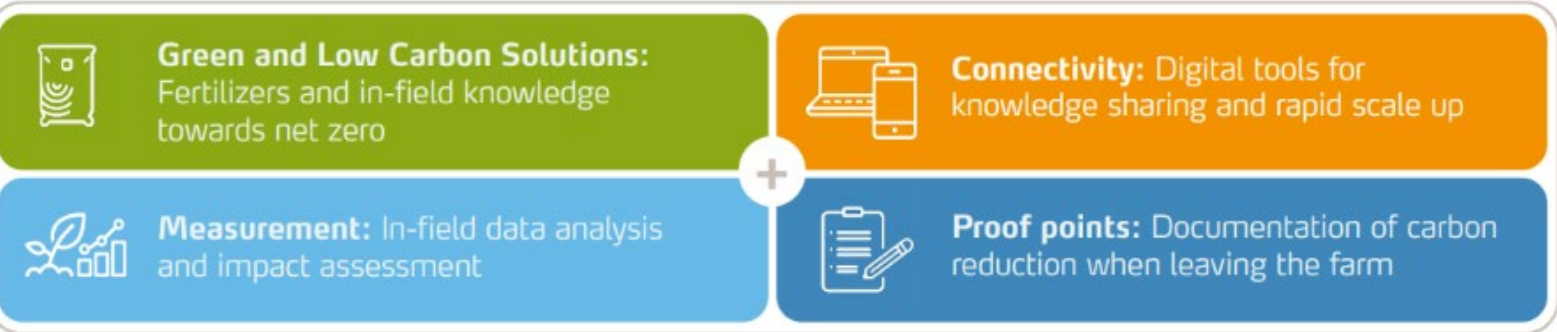 Green and Low Carbon Solutions:
Fertilizers and in-field knowledge
towards net zero
Connectivity: Digital tools for
knowledge sharing and rapid scale up
+
Measurement: In-field data analysis
and impact assessment
Proof points: Documentation of carbon
reduction when leaving the farm